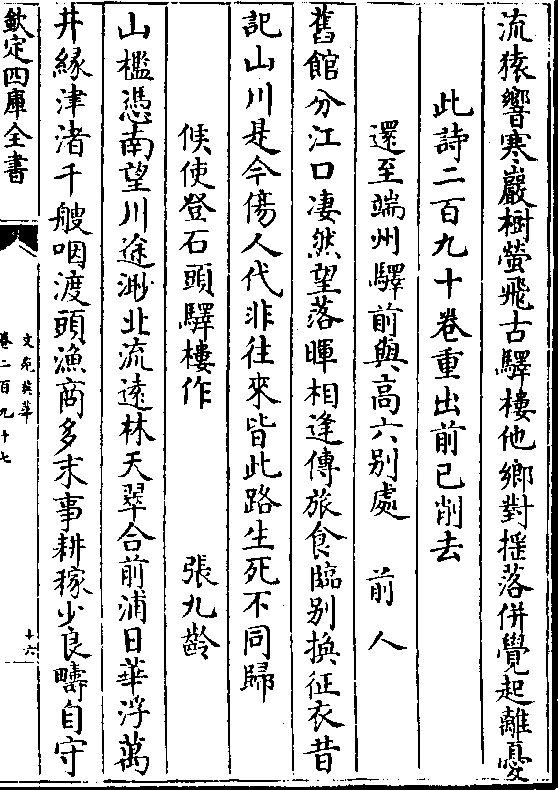 流猿響寒巖樹螢飛古驛樓他鄉對搖落併覺起離憂
此詩二百九十卷重出前已削去
還至端州驛前與高六別處　前人
舊館分江口凄然望落暉相逢傳旅食臨別換征衣昔
記山川是今傷人代非往來皆此路生死不同歸
候使登石頭驛樓作　張九齡
山檻憑南望川途渺北流遠林天翠合前浦日華浮萬
井緣津渚千艘咽渡頭漁商多末事耕稼少良疇自守
欽定四庫全書
文苑英華
卷二百九十七
十六